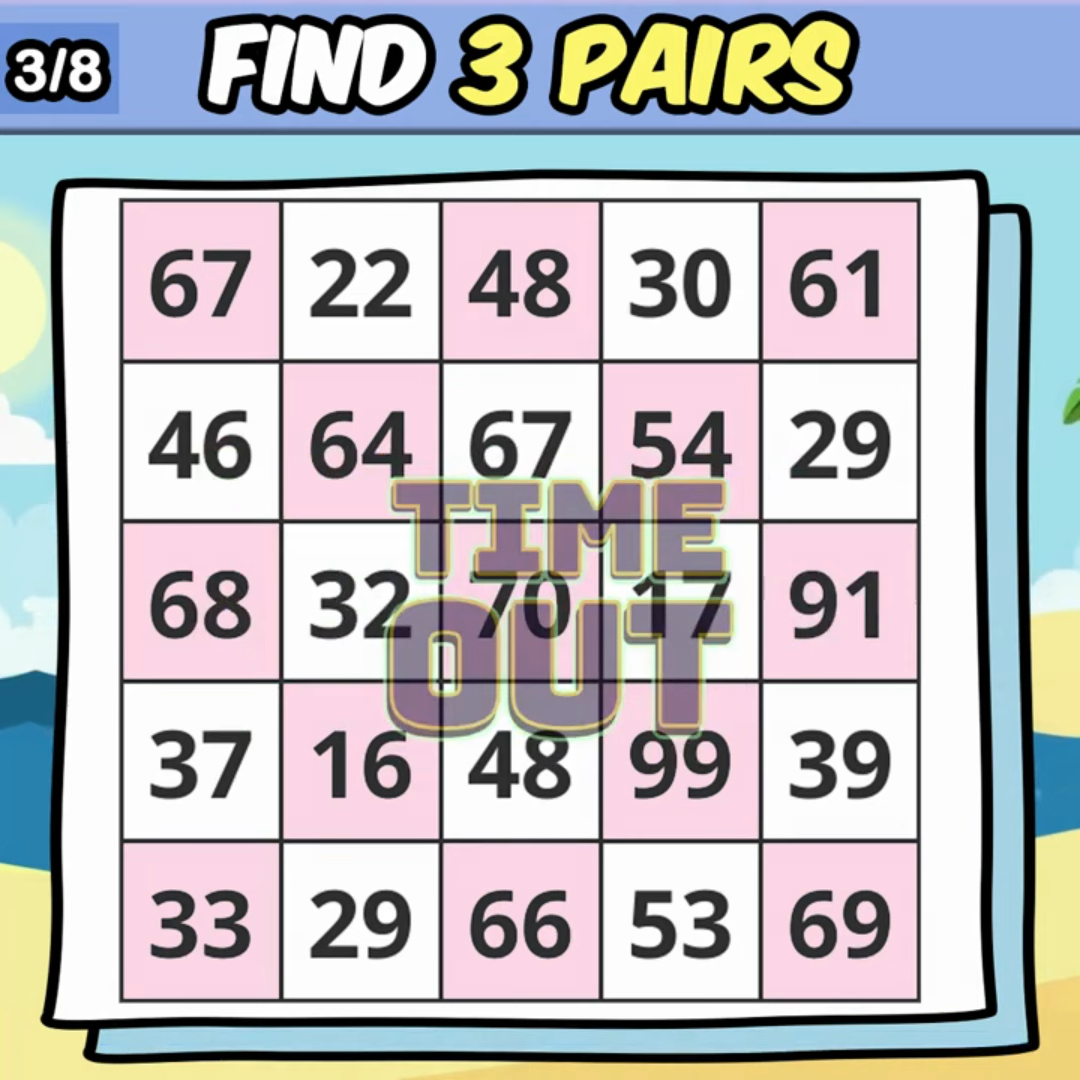 3/8 FIND 3 PAIRS
67 22 48 30 61
46 64 67 54 29
68 32 70 17 91
37 16 48 99 39
33 29 66 53 69
TIME
OUT